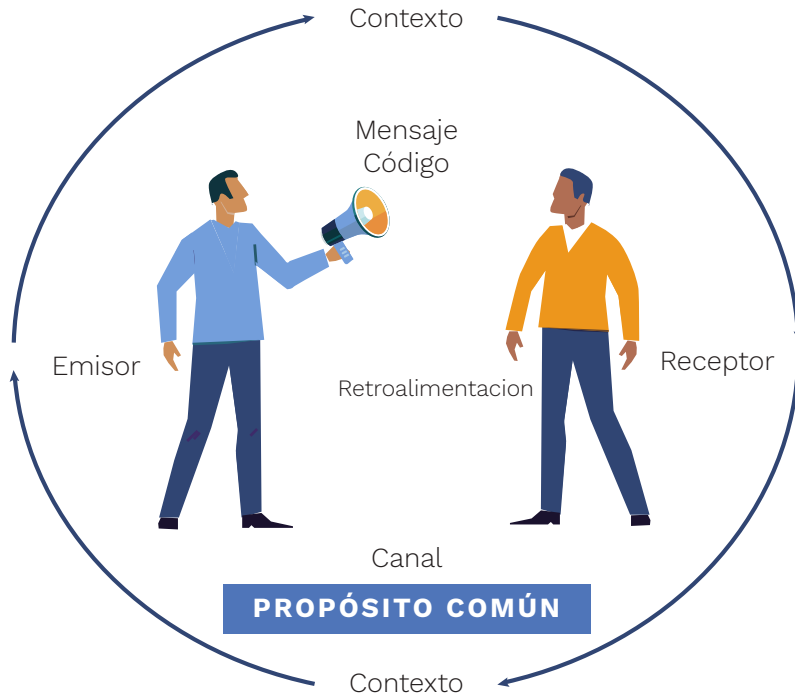 Contexto
Mensaje
Código
Emisor
Receptor
Retroalimentacion
Canal
PROPÓSITO COMÚN
Contexto